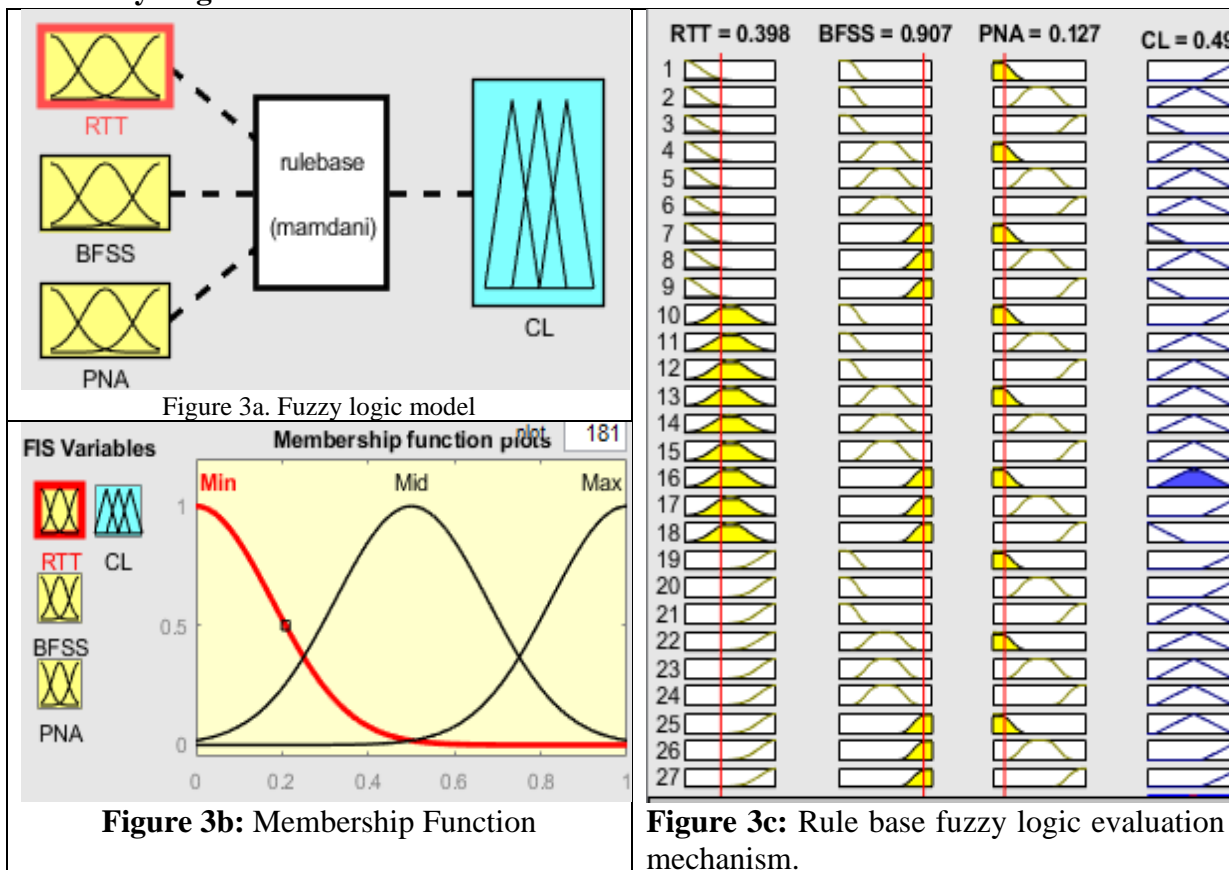 RTT
BFSS
PNA
rulebase
(mamdani)
CL
Figure 3a. Fuzzy logic model
FIS Variables
RTT CL
BFSS
PNA
Membership function plots plot 181
Min Mid Max
1
0.5
0
0 0.2 0.4 0.6 0.8 1
Figure 3b: Membership Function
RTT = 0.398 BFSS = 0.907 PNA = 0.127 CL = 0.49
1
2
3
4
5
6
7
8
9
10
11
12
13
14
15
16
17
18
19
20
21
22
23
24
25
26
27
Figure 3c: Rule base fuzzy logic evaluation
mechanism.